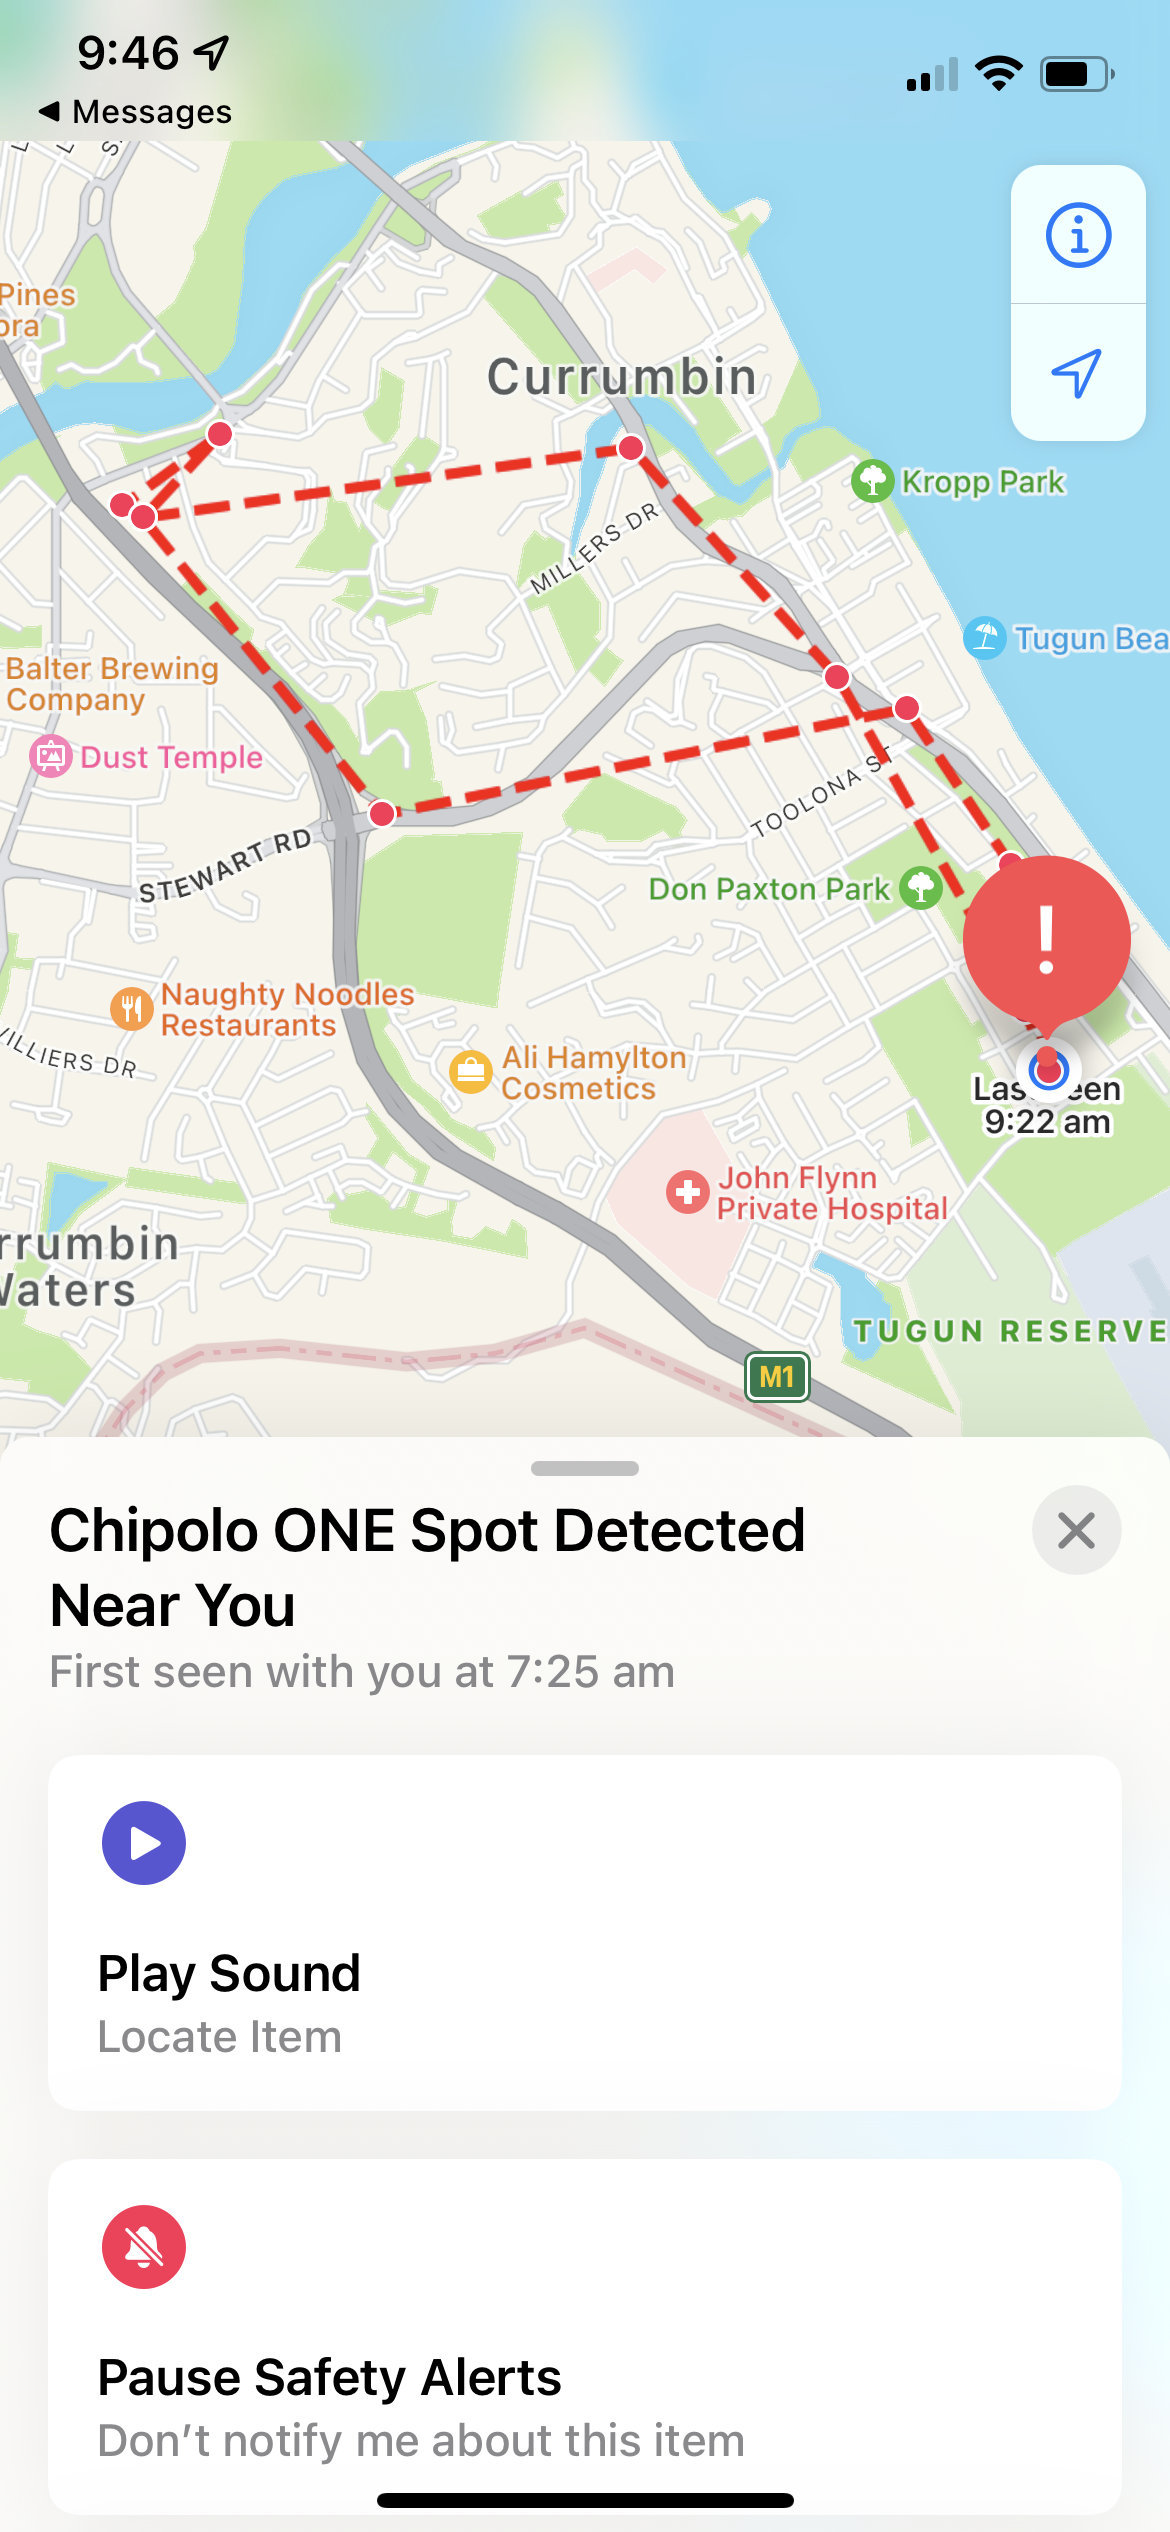 9:46
Messages
Pines
ora
Currumbin
Kropp Park
MILLERS DR
Tugun Bea
Balter Brewing
Company
Dust Temple
TOOLONA ST
STEWART RD
Don Paxton Park
!
Naughty Noodles
Restaurants
VILLIERS DR
Ali Hamylton
Cosmetics
Las een
9:22 am
John Flynn
Private Hospital
rrumbin
Waters
TUGUN RESERVE
M1
Chipolo ONE Spot Detected
Near You
First seen with you at 7:25 am
Play Sound
Locate Item
Pause Safety Alerts
Don't notify me about this item